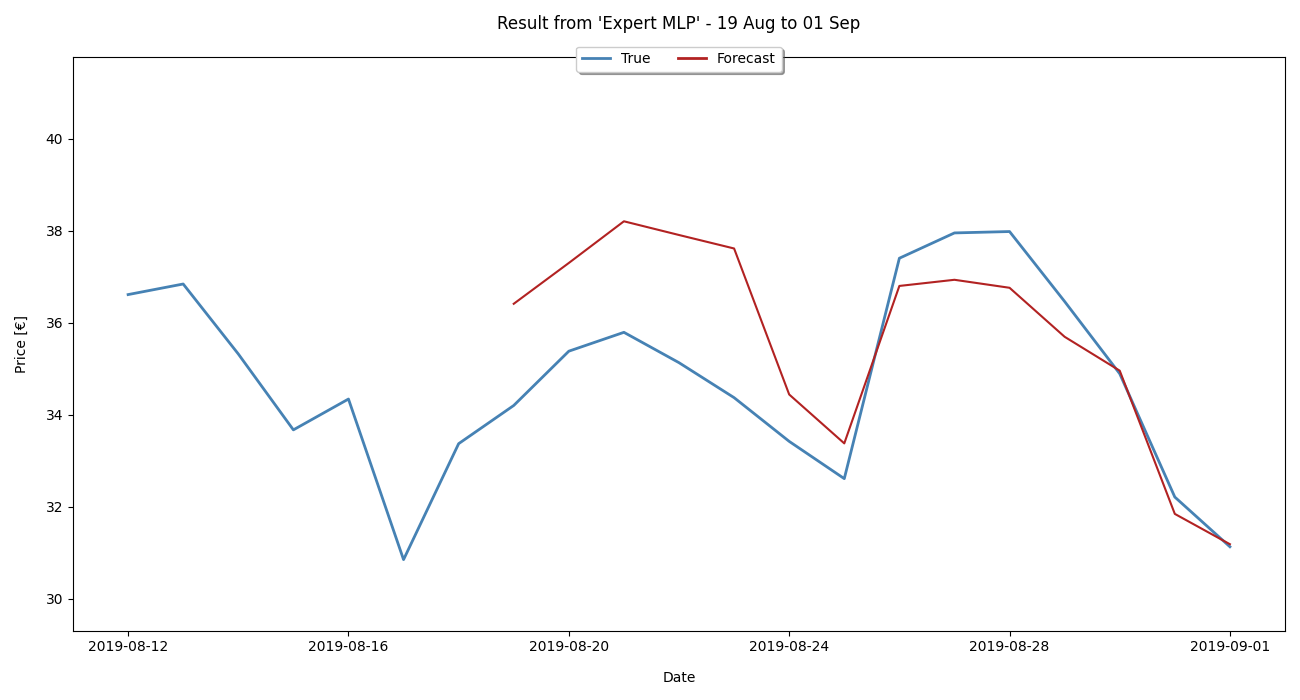 Result from 'Expert MLP' - 19 Aug to 01 Sep
True
Forecast
40
38
36
34
32
30
Price [€]
2019-08-12
2019-08-16
2019-08-20
2019-08-24
2019-08-28
2019-09-01
Date